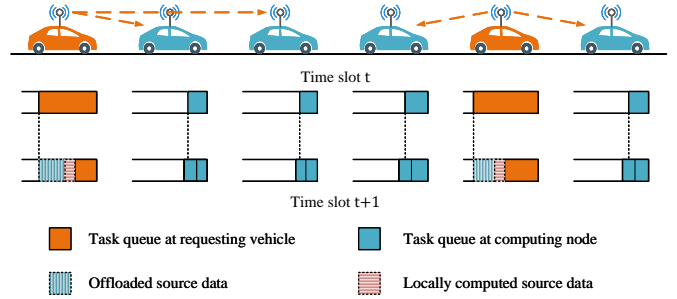 Time slot t
Time slot t+1
Task queue at requesting vehicle
Task queue at computing node
Offloaded source data
Locally computed source data